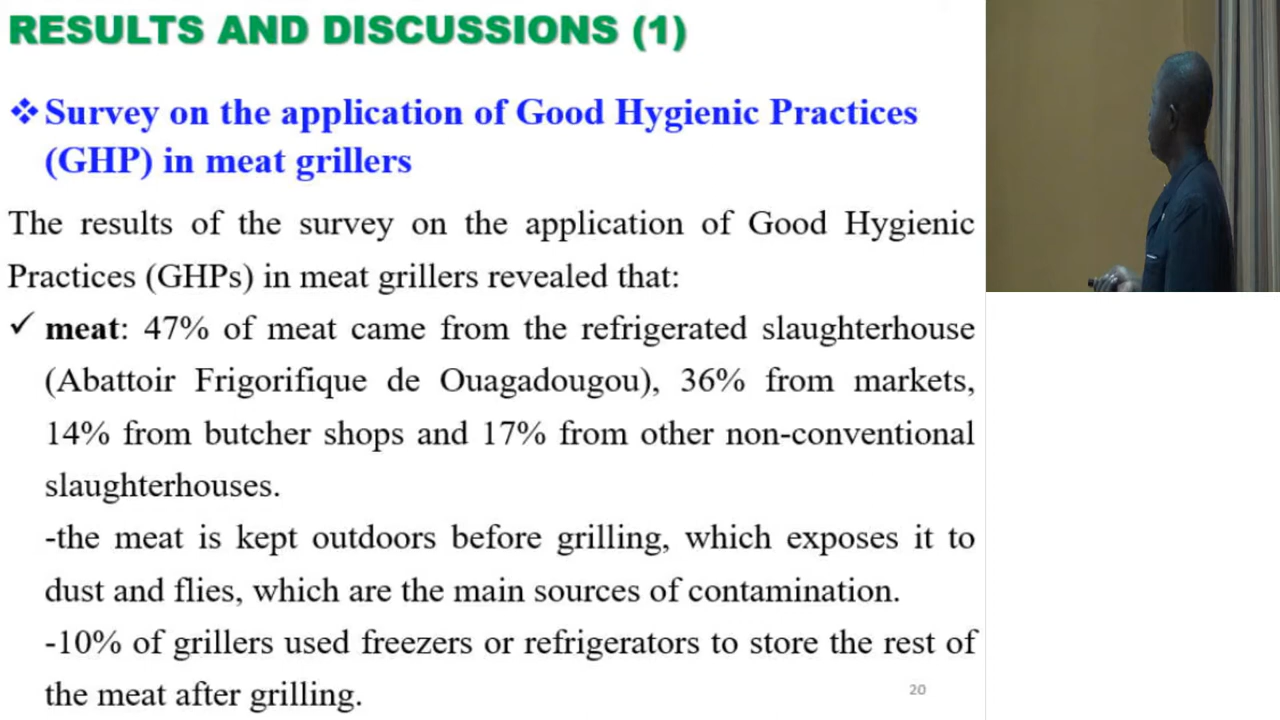 RESULTS AND DISCUSSIONS (1)
❖Survey on the application of Good Hygienic Practices
(GHP) in meat grillers
The results of the survey on the application of Good Hygienic
Practices (GHPs) in meat grillers revealed that:
✓ meat: 47% of meat came from the refrigerated slaughterhouse
(Abattoir Frigorifique de Ouagadougou), 36% from markets,
14% from butcher shops and 17% from other non-conventional
slaughterhouses.
-the meat is kept outdoors before grilling, which exposes it to
dust and flies, which are the main sources of contamination.
-10% of grillers used freezers or refrigerators to store the rest of
the meat after grilling.
20